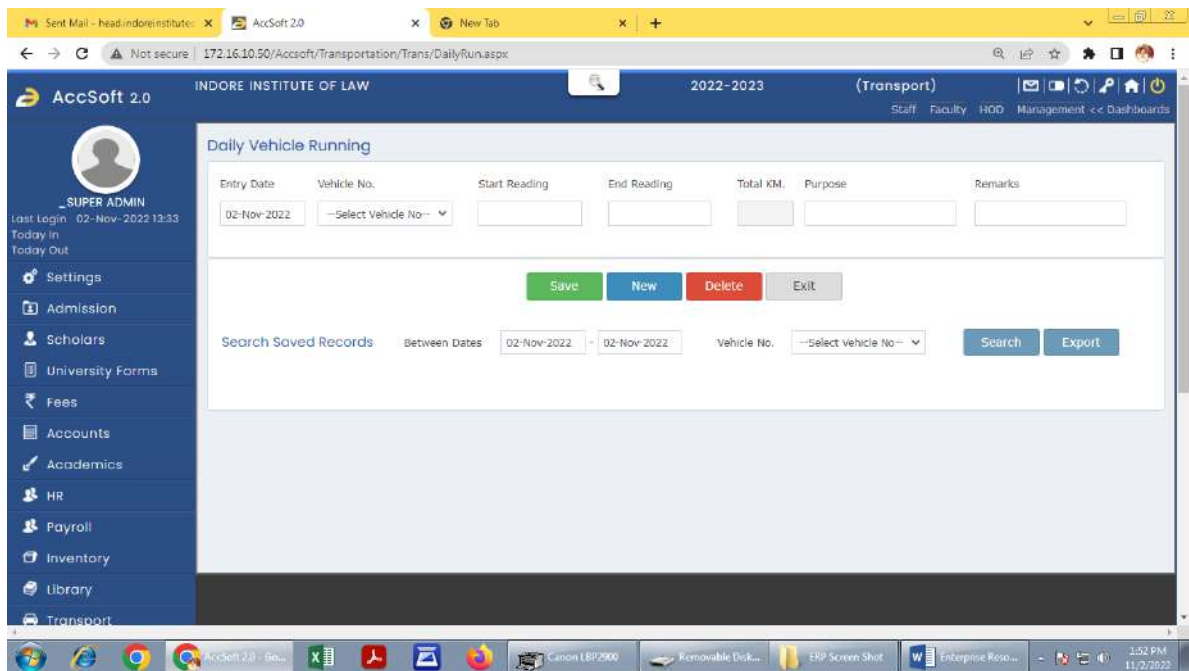 Sent Mail - head.indoreinstitute
AccSoft 2.0
New Tab
Not secure 172.16.10.50/Accsoft/Transportation/Trans/DailyRun.aspx
AccSoft 2.0
INDORE INSTITUTE OF LAW 2022-2023 (Transport)
Staff Faculty HOD Management << Dashboards
_SUPER ADMIN
Last Login 02-Nov-2022 13:33
Today In
Today Out
Settings
Admission
Scholars
University Forms
Fees
Accounts
Academics
HR
Payroll
Inventory
Library
Transport
Daily Vehicle Running
Entry Date Vehicle No. Start Reading End Reading Total KM. Purpose Remarks
02-Nov-2022 --Select Vehicle No--
Save New Delete Exit
Search Saved Records Between Dates 02-Nov-2022 - 02-Nov-2022 Vehicle No. --Select Vehicle No-- Search Export
AccSoft 2.0 - Go... Canon LBP2900 Removable Disk... ERP Screen Shot Enterprise Reso... 1:52 PM
11/2/2022